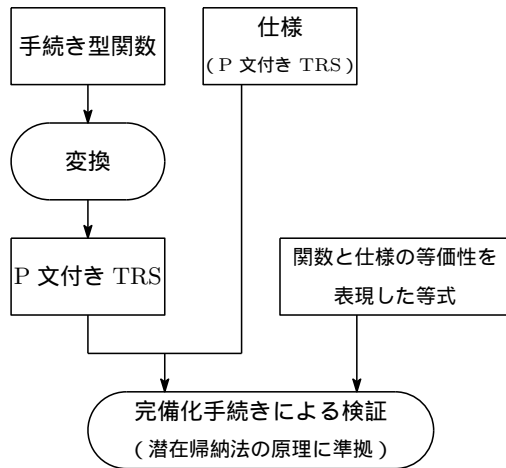 手続き型関数
仕様
(P 文付き TRS)
変換
P 文付き TRS
関数と仕様の等価性を
表現した等式
完備化手続きによる検証
(潜在帰納法の原理に準拠)